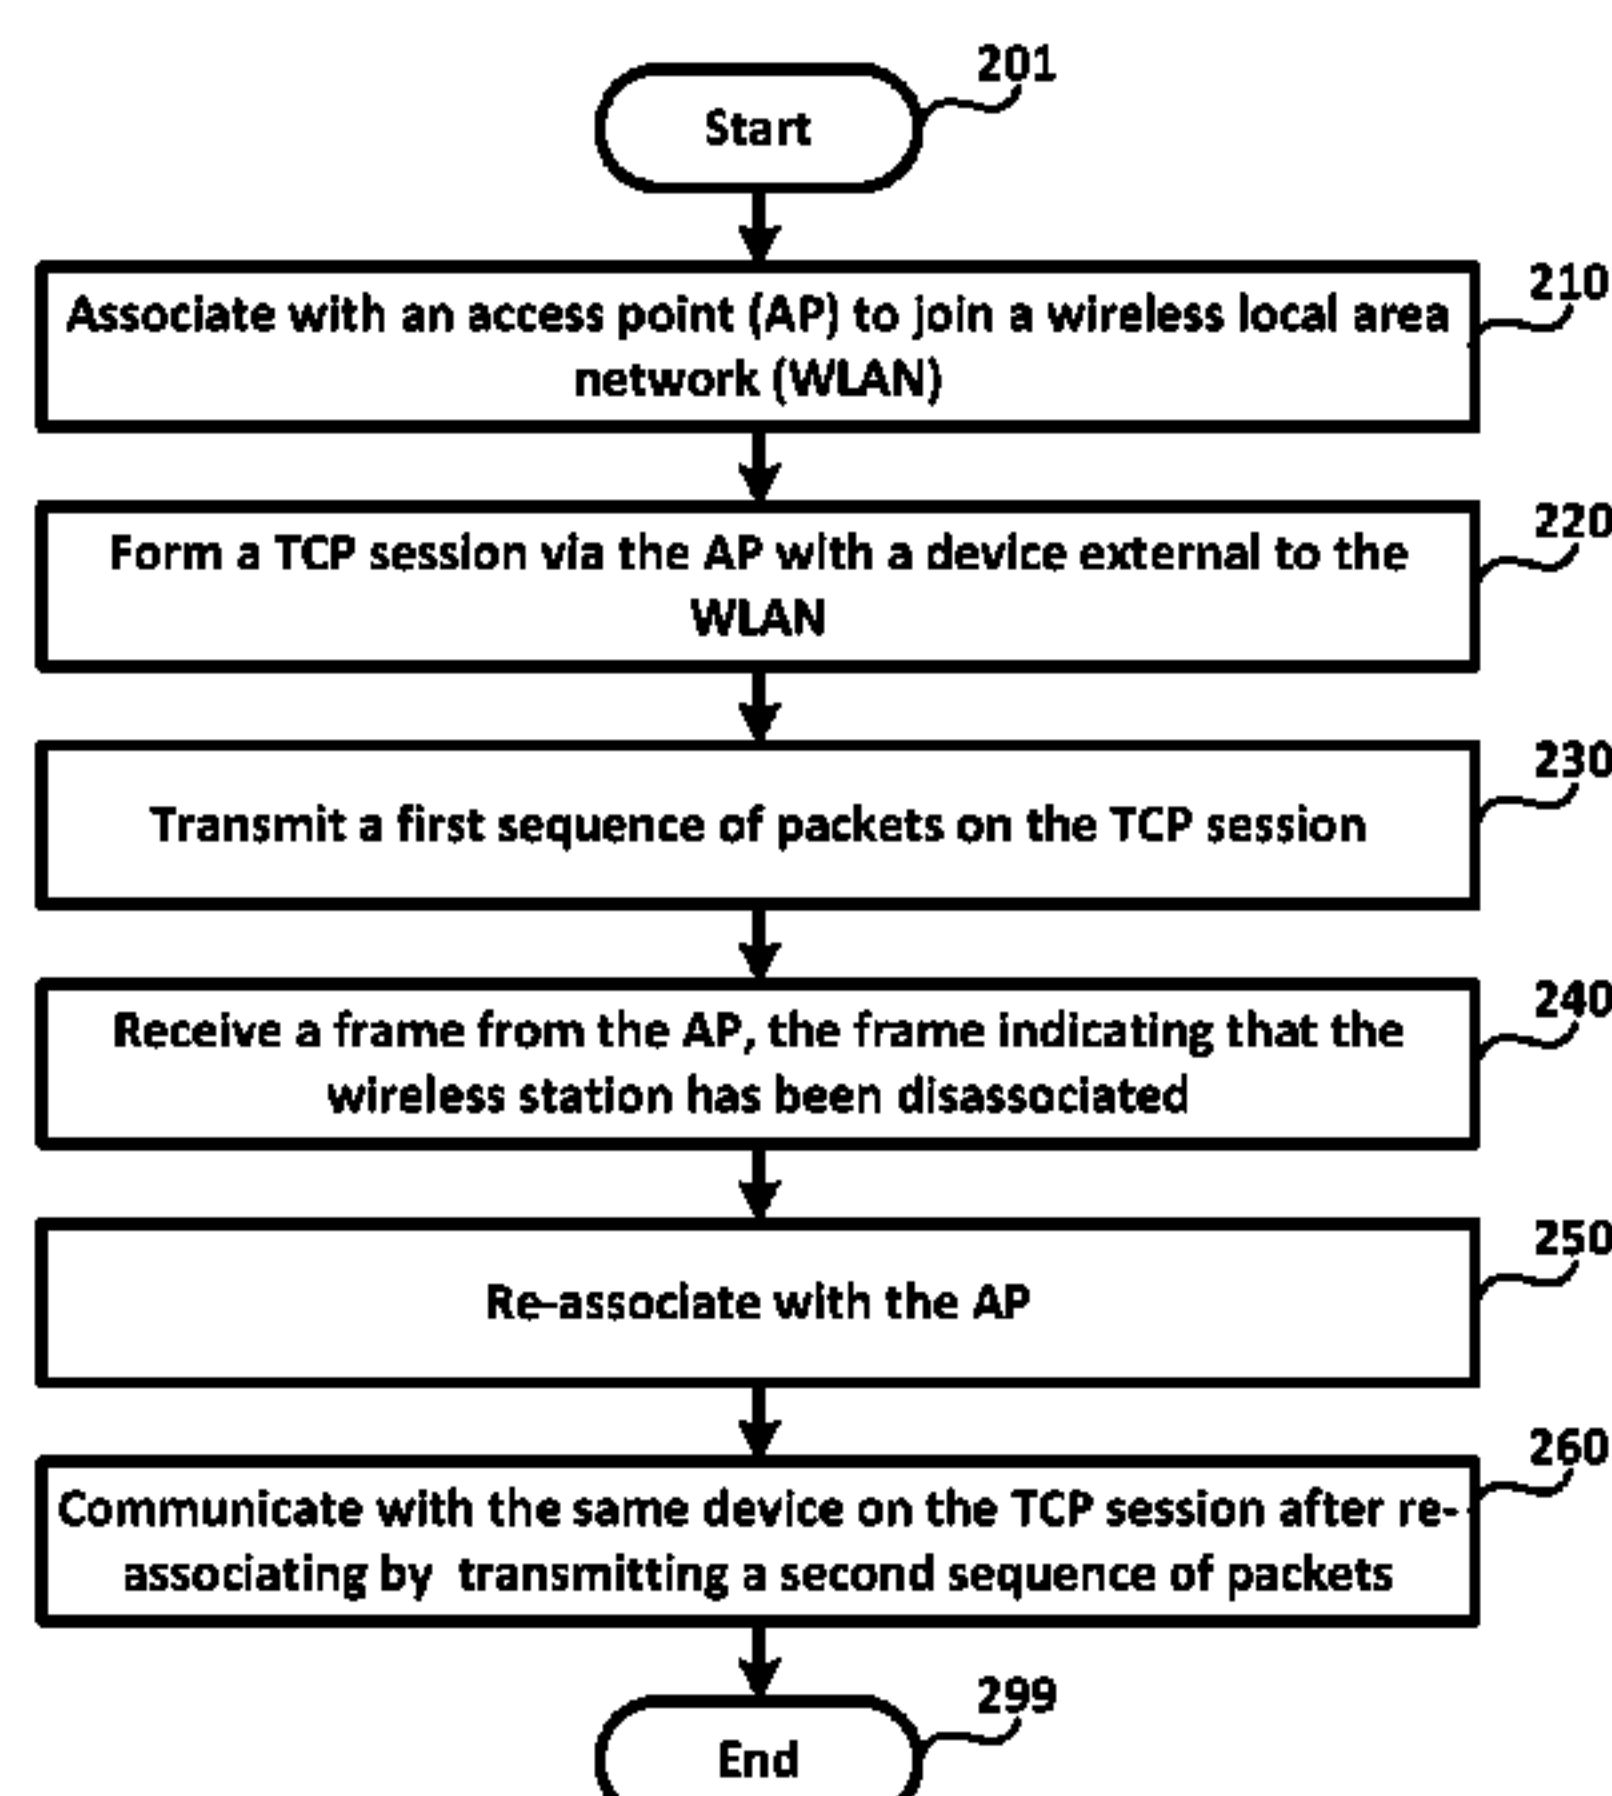 201
Start
210
Associate with an access point (AP) to join a wireless local area
network (WLAN)
220
Form a TCP session via the AP with a device external to the
WLAN
230
Transmit a first sequence of packets on the TCP session
240
Receive a frame from the AP, the frame indicating that the
wireless station has been disassociated
250
Re-associate with the AP
260
Communicate with the same device on the TCP session after re-
associating by transmitting a second sequence of packets
299
End